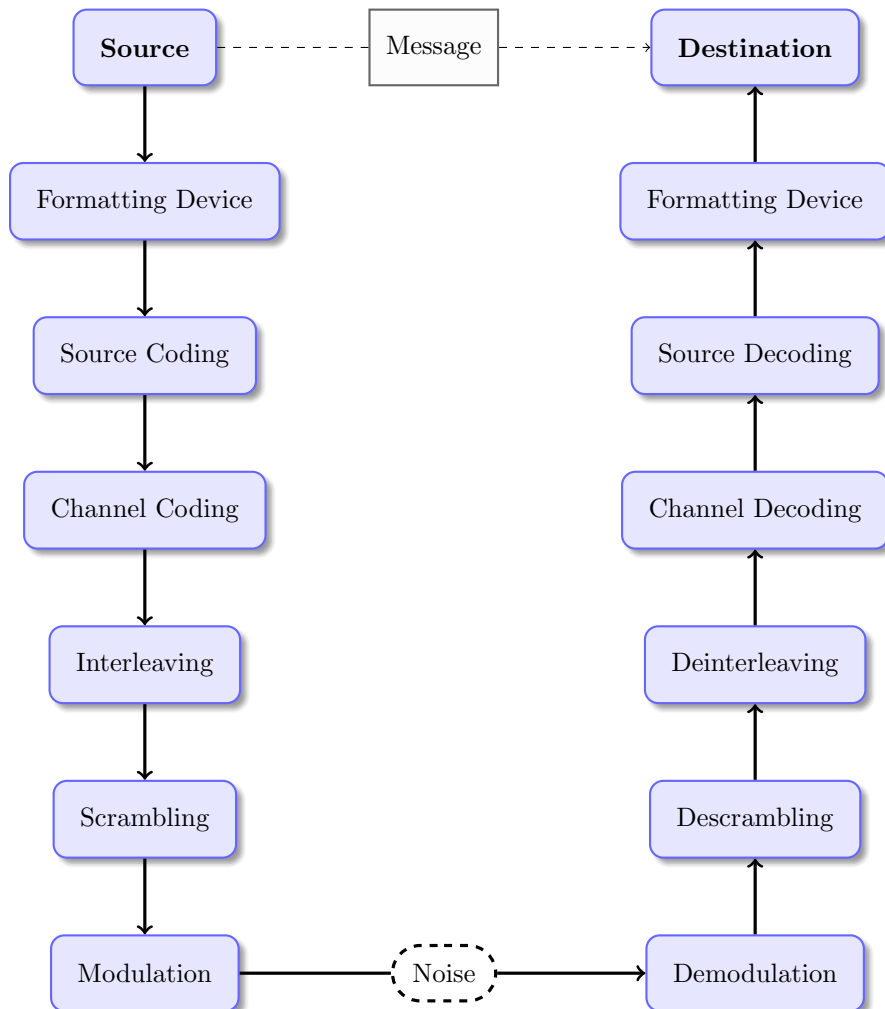 Source
Message
Destination
Formatting Device
Formatting Device
Source Coding
Source Decoding
Channel Coding
Channel Decoding
Interleaving
Deinterleaving
Scrambling
Descrambling
Modulation
Noise
Demodulation